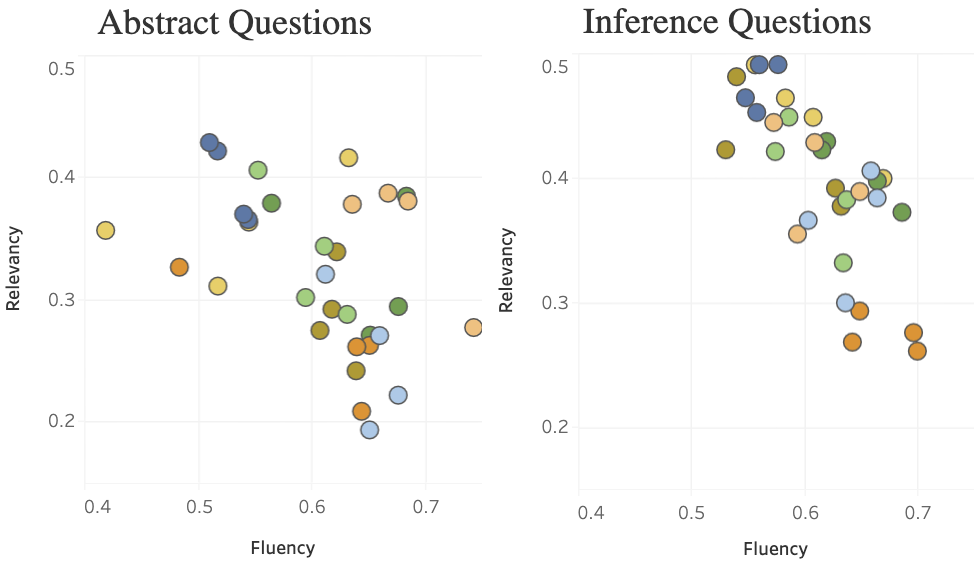 Abstract Questions
0.5
0.4
0.3
0.2
Relevancy
0.4 0.5 0.6 0.7
Fluency
Inference Questions
0.5
0.4
0.3
0.2
Relevancy
0.4 0.5 0.6 0.7
Fluency